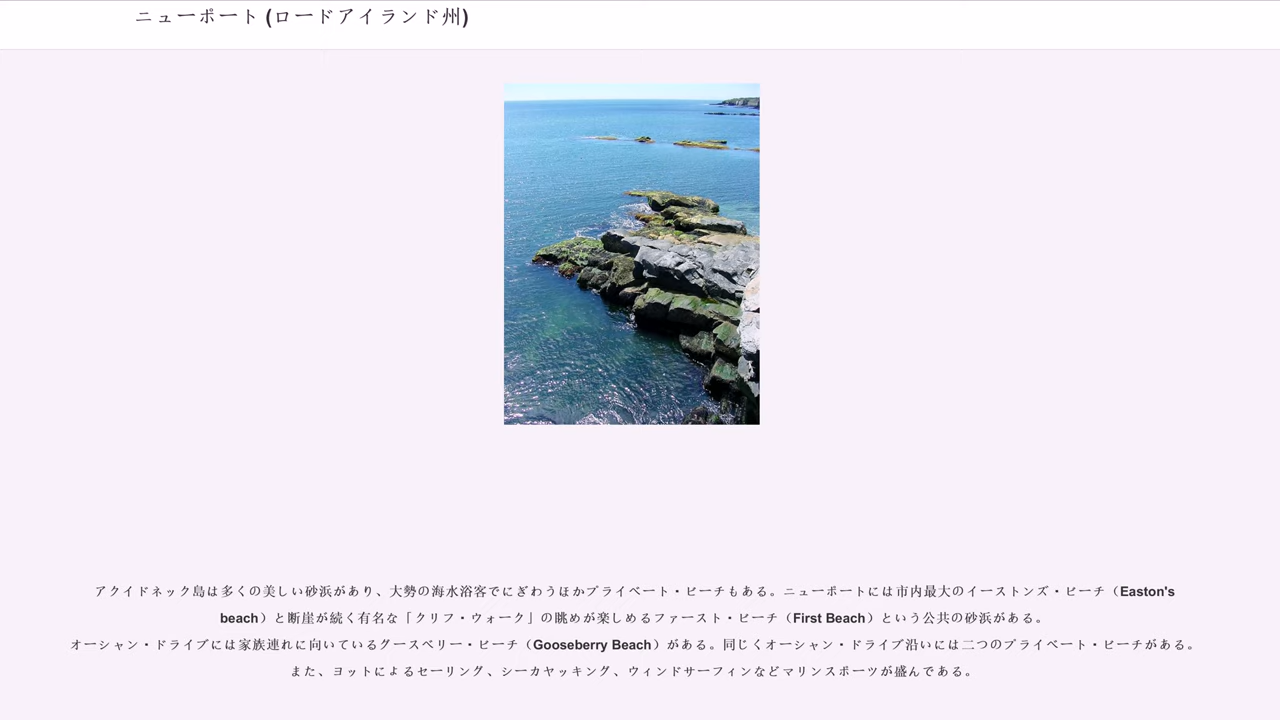 ニューポート (ロードアイランド州)
アクイドネック島は多くの美しい砂浜があり、大勢の海水浴客でにぎわうほかプライベート・ビーチもある。ニューポートには市内最大のイーストンズ・ビーチ（Easton's
beach）と断崖が続く有名な「クリフ・ウォーク」の眺めが楽しめるファースト・ビーチ（First Beach）という公共の砂浜がある。
オーシャン・ドライブには家族連れに向いているグースベリー・ビーチ（Gooseberry Beach）がある。同じくオーシャン・ドライブ沿いには二つのプライベート・ビーチがある。
また、ヨットによるセーリング、シーカヤッキング、ウィンドサーフィンなどマリンスポーツが盛んである。